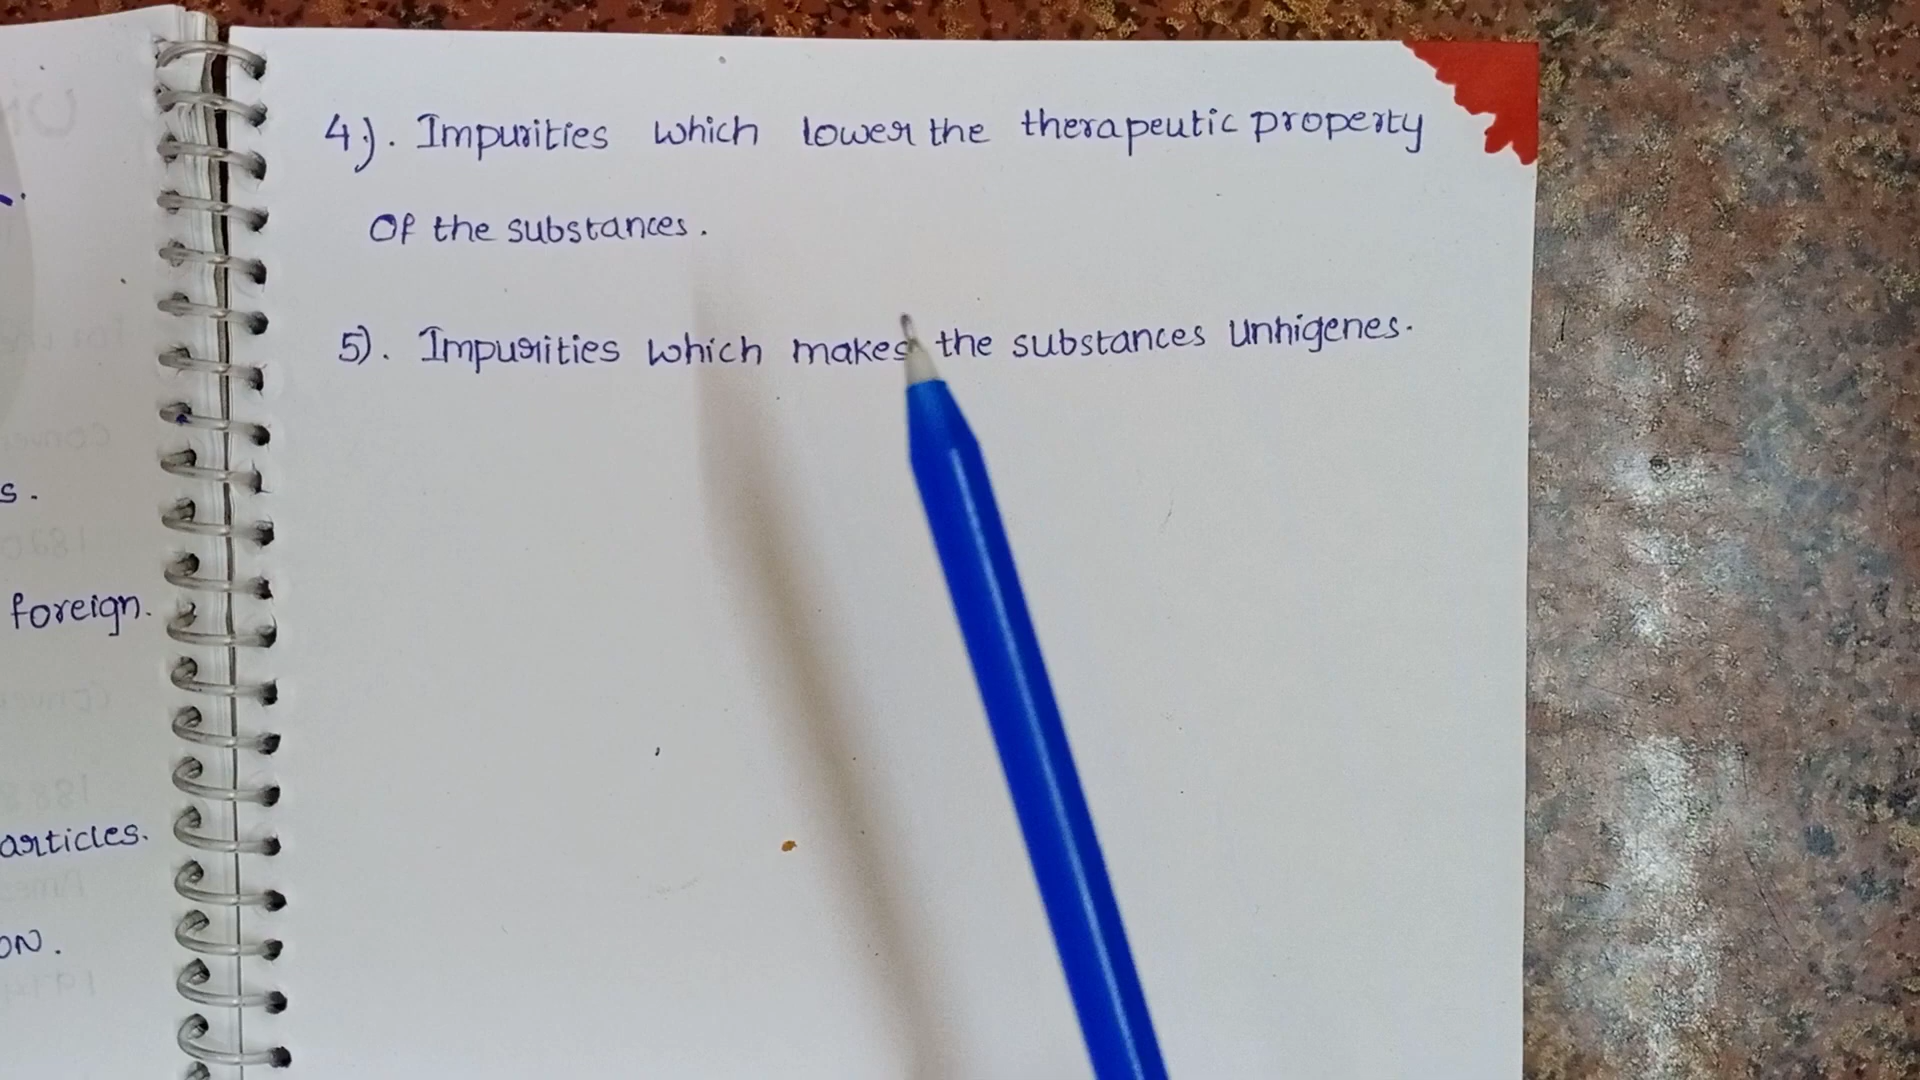 s.
foreign.
articles.
ON.
4). Impurities which lower the therapeutic property
Of the substances.
5). Impurities which makes the substances unhigenes.